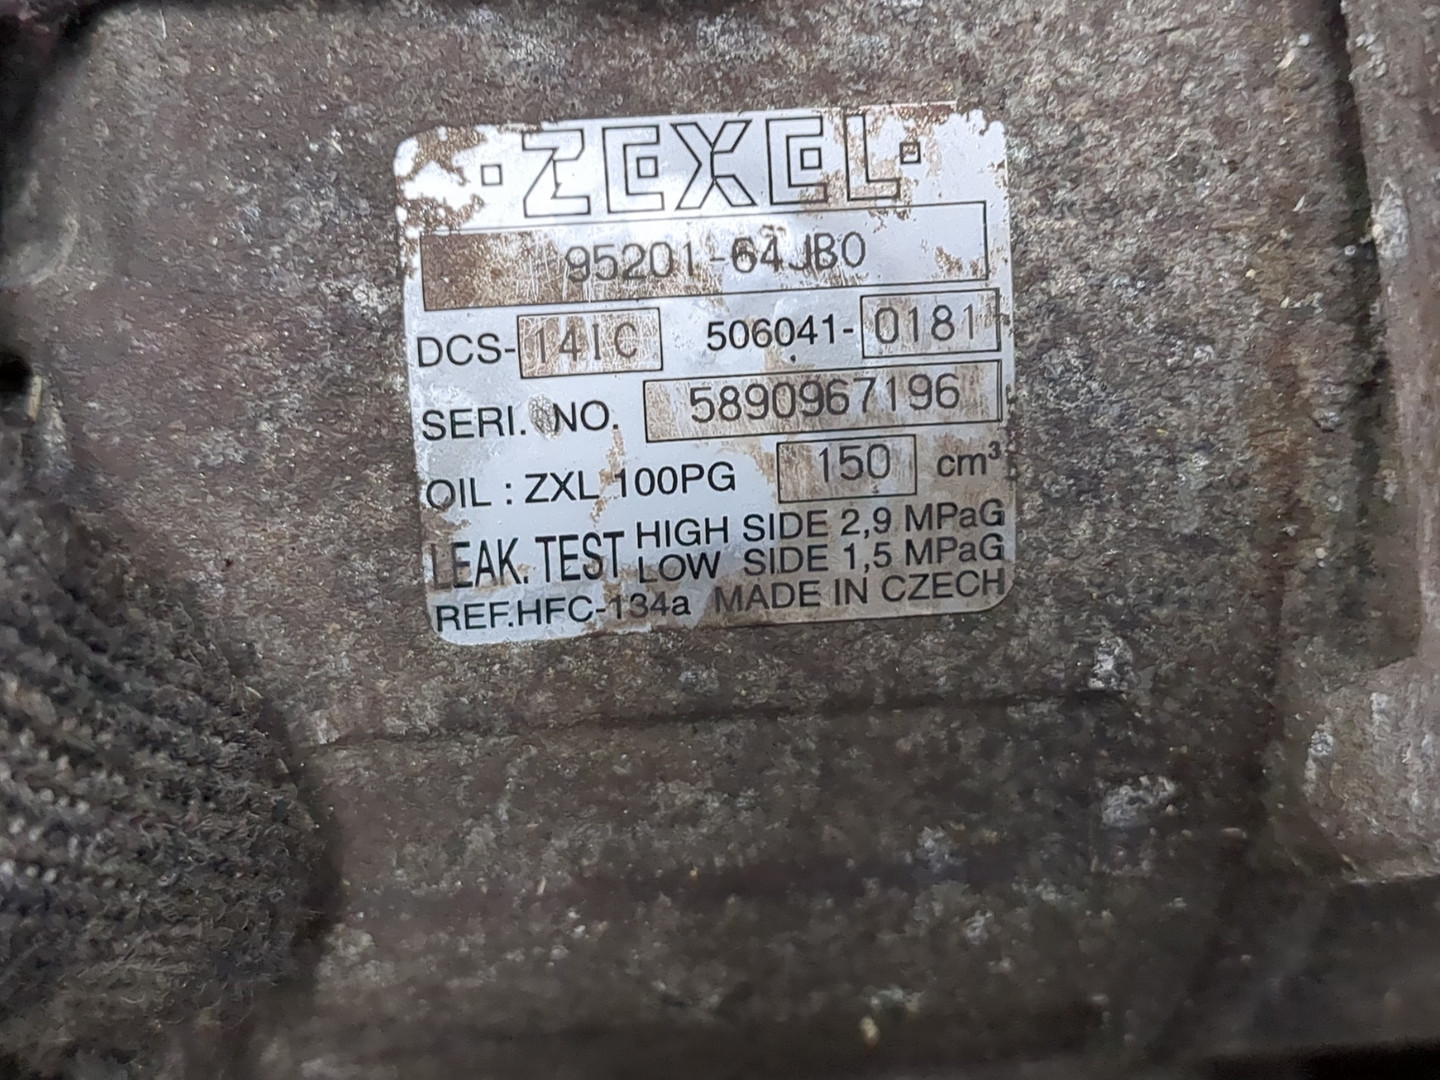 ZEXEL
95201-64JB0
DCS-14IC 506041-0181
SERI. NO. 5890967196
OIL : ZXL 100PG 150 cm³
LEAK. TEST HIGH SIDE 2,9 MPaG
LOW SIDE 1,5 MPaG
REF.HFC-134a MADE IN CZECH